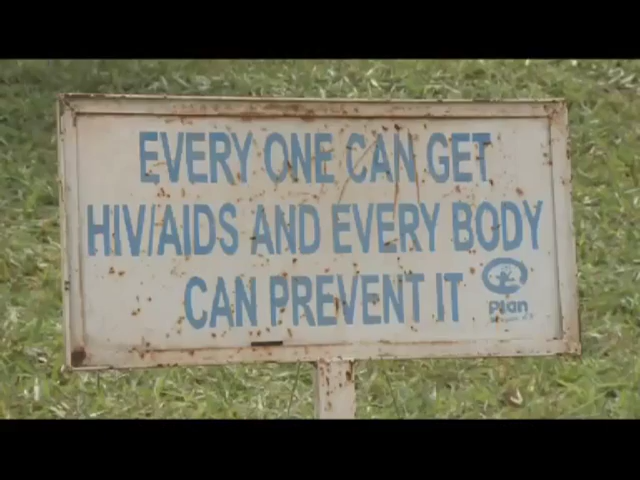 EVERY ONE CAN GET
HIV/AIDS AND EVERY BODY
CAN PREVENT IT
Plan